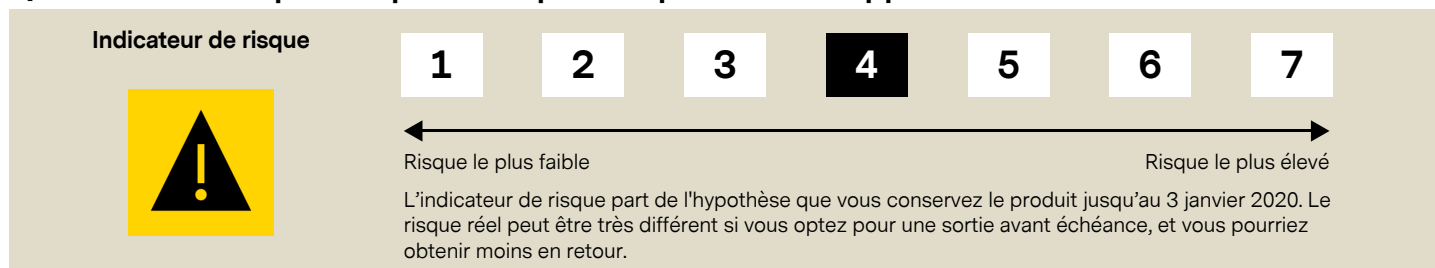 Indicateur de risque
1 2 3 4 5 6 7
Risque le plus faible
Risque le plus élevé
L'indicateur de risque part de l'hypothèse que vous conservez le produit jusqu'au 3 janvier 2020. Le
risque réel peut être très différent si vous optez pour une sortie avant échéance, et vous pourriez
obtenir moins en retour.